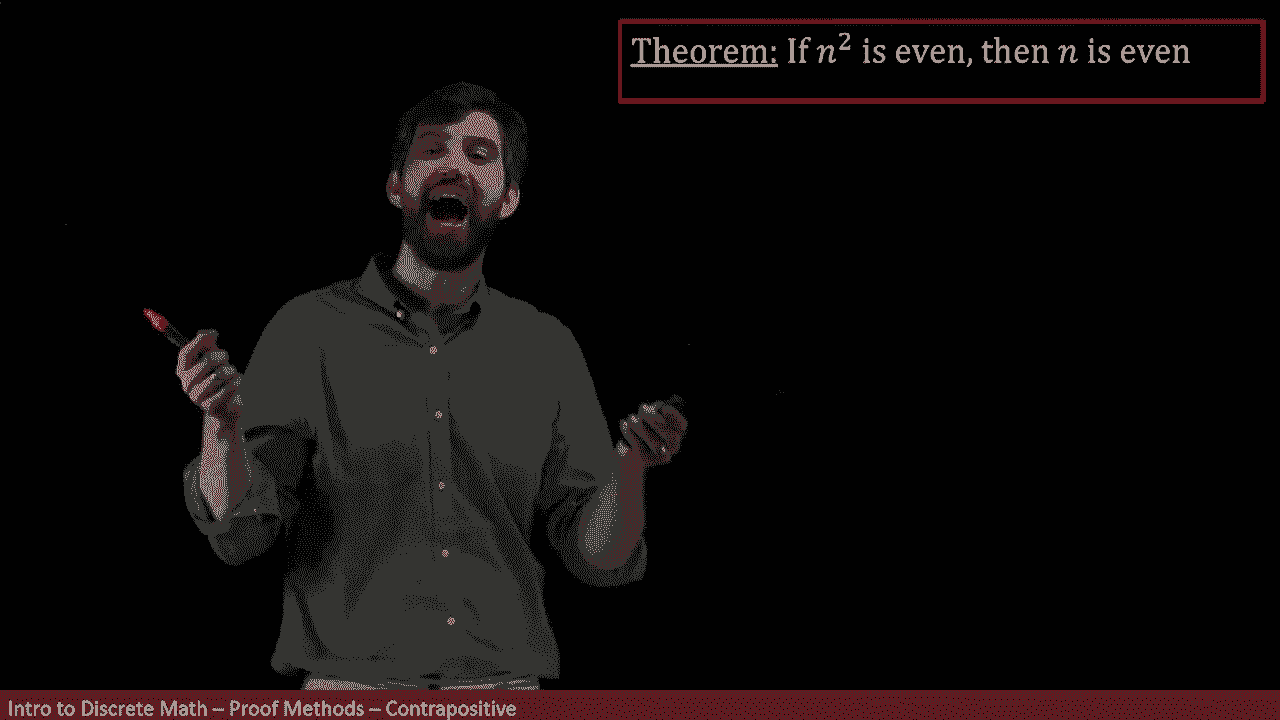 Theorem: If n² is even, then n is even
Intro to Discrete Math – Proof Methods – Contrapositive